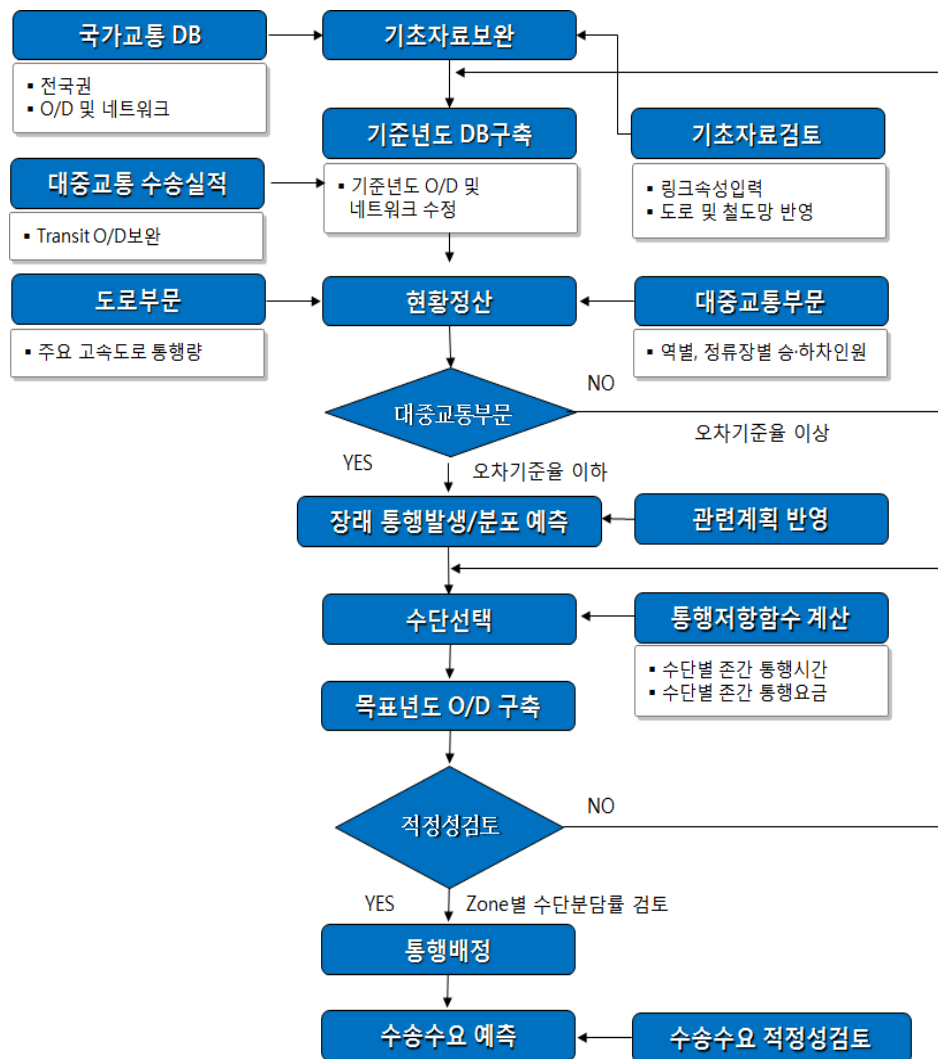 국가교통 DB
기초자료보완
▪ 전국권
▪ O/D 및 네트워크
기준년도 DB구축
기초자료검토
▪ 기준년도 O/D 및
네트워크 수정
▪ 링크속성입력
▪ 도로 및 철도망 반영
대중교통 수송실적
▪ Transit O/D보완
도로부문
현황정산
대중교통부문
▪ 주요 고속도로 통행량
▪ 역별, 정류장별 승·하차인원
대중교통부문
NO
오차기준율 이상
YES
오차기준율 이하
장래 통행발생/분포 예측
관련계획 반영
수단선택
통행저항함수 계산
▪ 수단별 존간 통행시간
▪ 수단별 존간 통행요금
목표년도 O/D 구축
적정성검토
NO
YES
Zone별 수단분담률 검토
통행배정
수송수요 예측
수송수요 적정성검토